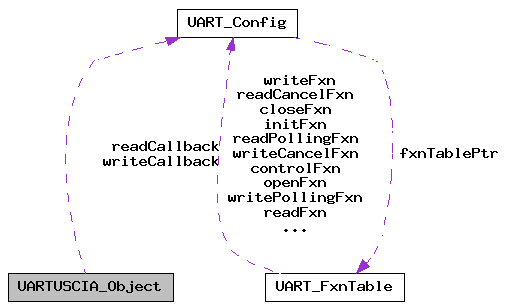 UART_Config
writeFxn
readCancelFxn
closeFxn
initFxn
readPollingFxn
writeCancelFxn
controlFxn
openFxn
writePollingFxn
readFxn
...
readCallback
writeCallback
fxnTablePtr
UARTUSCIA_Object
UART_FxnTable